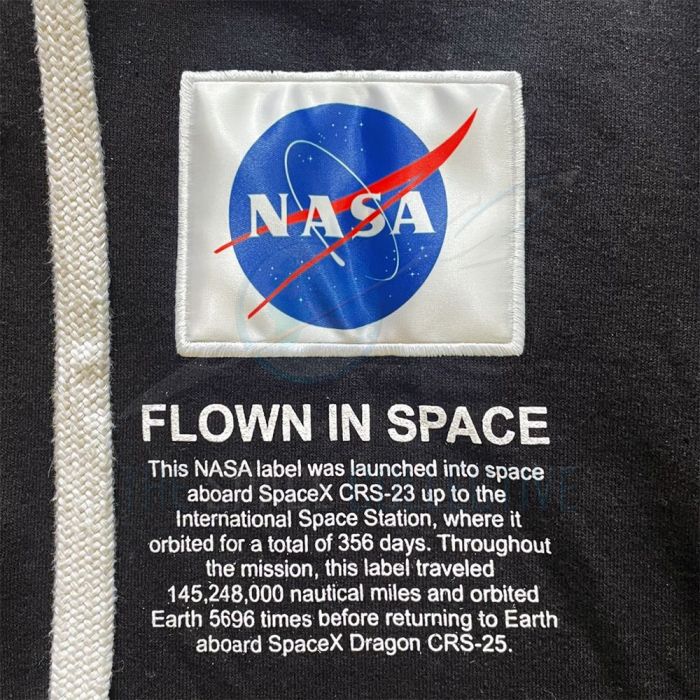 NASA
FLOWN IN SPACE
This NASA label was launched into space
aboard SpaceX CRS-23 up to the
International Space Station, where it
orbited for a total of 356 days. Throughout
the mission, this label traveled
145,248,000 nautical miles and orbited
Earth 5696 times before returning to Earth
aboard SpaceX Dragon CRS-25.